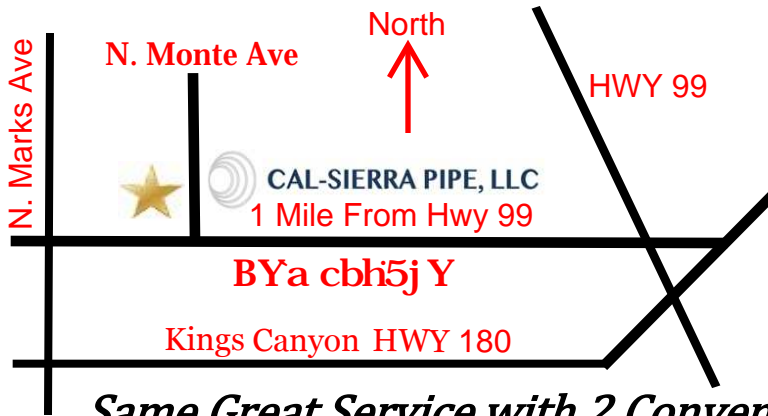 North
N. Monte Ave
HWY 99
N. Marks Ave
CAL-SIERRA PIPE, LLC
1 Mile From Hwy 99
BYa cbh5j Y
Kings Canyon HWY 180
Same Great Service with 2